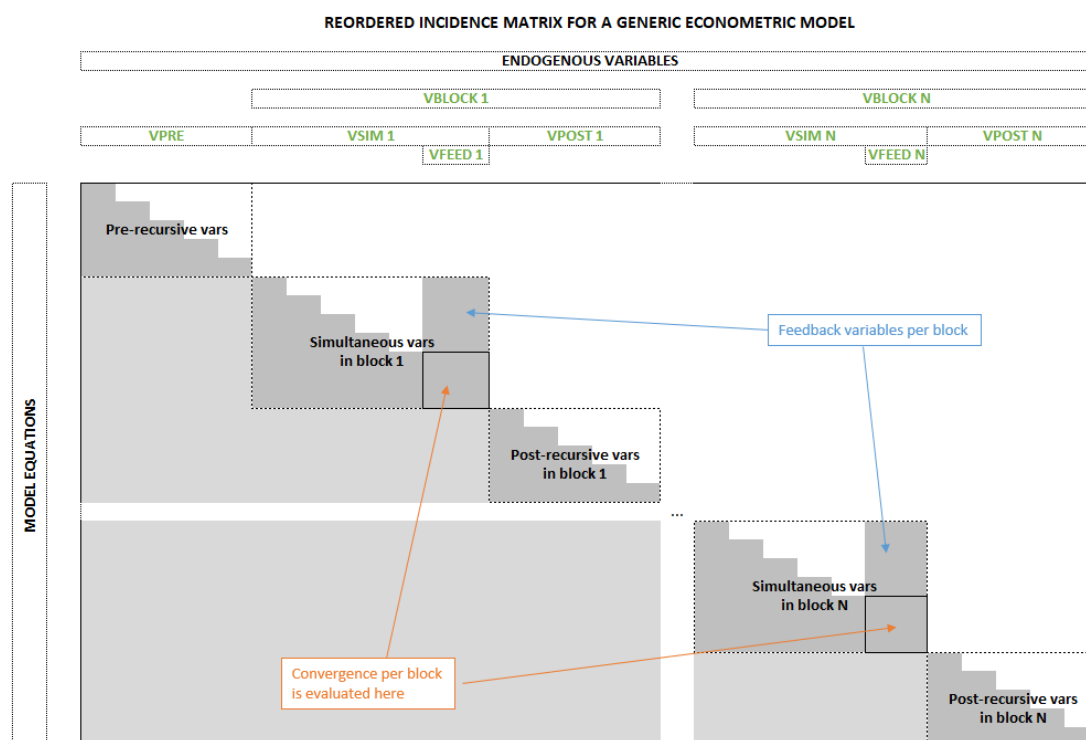 REORDERED INCIDENCE MATRIX FOR A GENERIC ECONOMETRIC MODEL
ENDOGENOUS VARIABLES
VBLOCK 1
VBLOCK N
VPRE
VSIM 1
VPOST 1
VSIM N
VPOST N
VFEED 1
VFEED N
MODEL EQUATIONS
Pre-recursive vars
Simultaneous vars
in block 1
Feedback variables per block
Post-recursive vars
in block 1
...
Simultaneous vars
in block N
Convergence per block
is evaluated here
Post-recursive vars
in block N